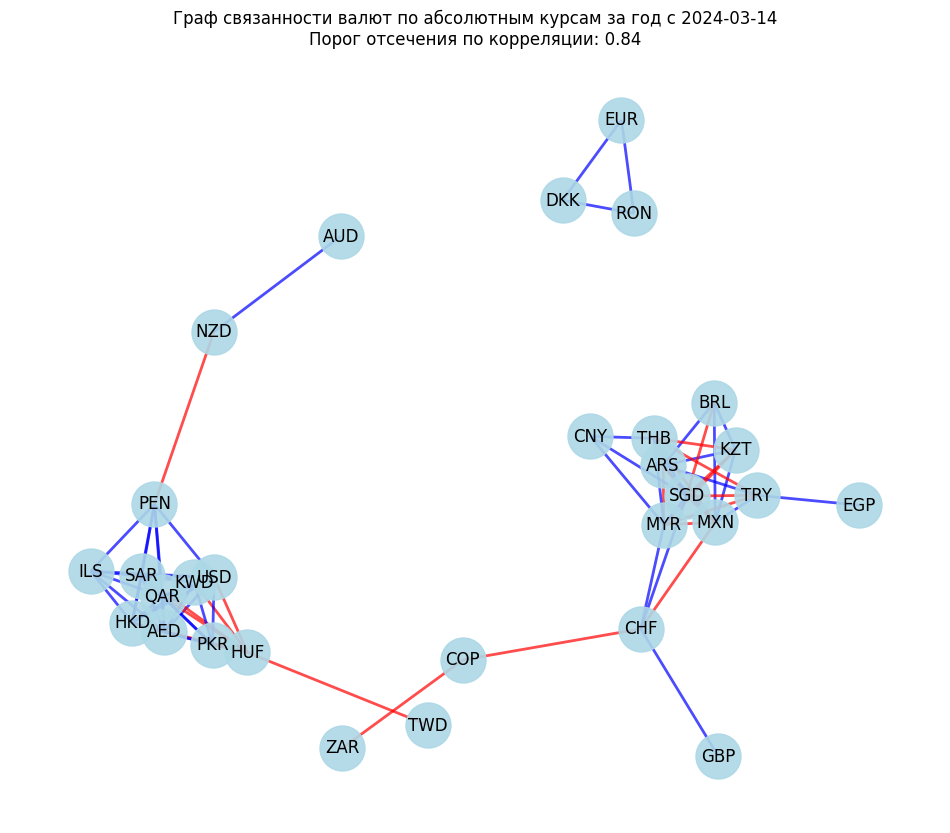 Граф связанности валют по абсолютным курсам за год с 2024-03-14
Порог отсечения по корреляции: 0.84
EUR
DKK
RON
AUD
NZD
BRL
CNY
THB
KZT
ARS
SGD
TRY
EGP
MYR
MXN
PEN
ILS
SAR
KWD
USD
QAR
HKD
AED
PKR
HUF
CHF
COP
TWD
ZAR
GBP